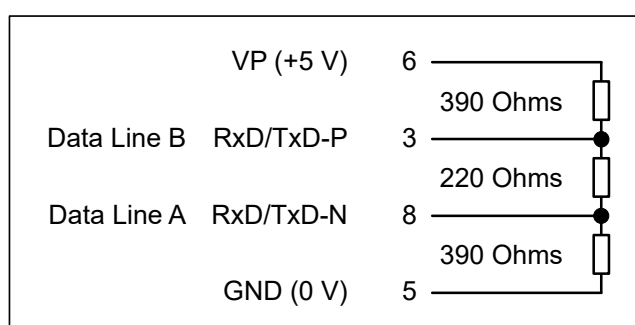 VP (+5 V) 6
390 Ohms
Data Line B RxD/TxD-P 3
220 Ohms
Data Line A RxD/TxD-N 8
390 Ohms
GND (0 V) 5